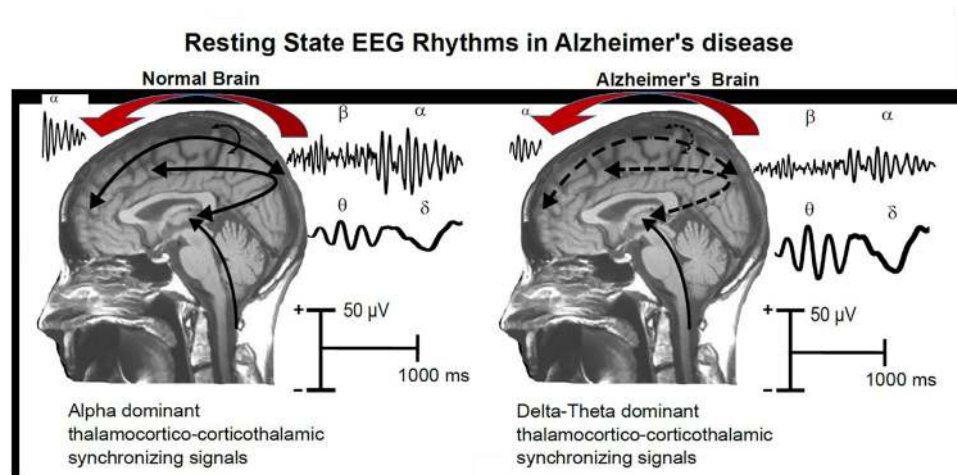 Resting State EEG Rhythms in Alzheimer's disease
Normal Brain
α
β α
θ δ
+ 50 µV
1000 ms
−
Alpha dominant
thalamocortico-corticothalamic
synchronizing signals
Alzheimer's Brain
α
β α
θ δ
+ 50 µV
1000 ms
−
Delta-Theta dominant
thalamocortico-corticothalamic
synchronizing signals